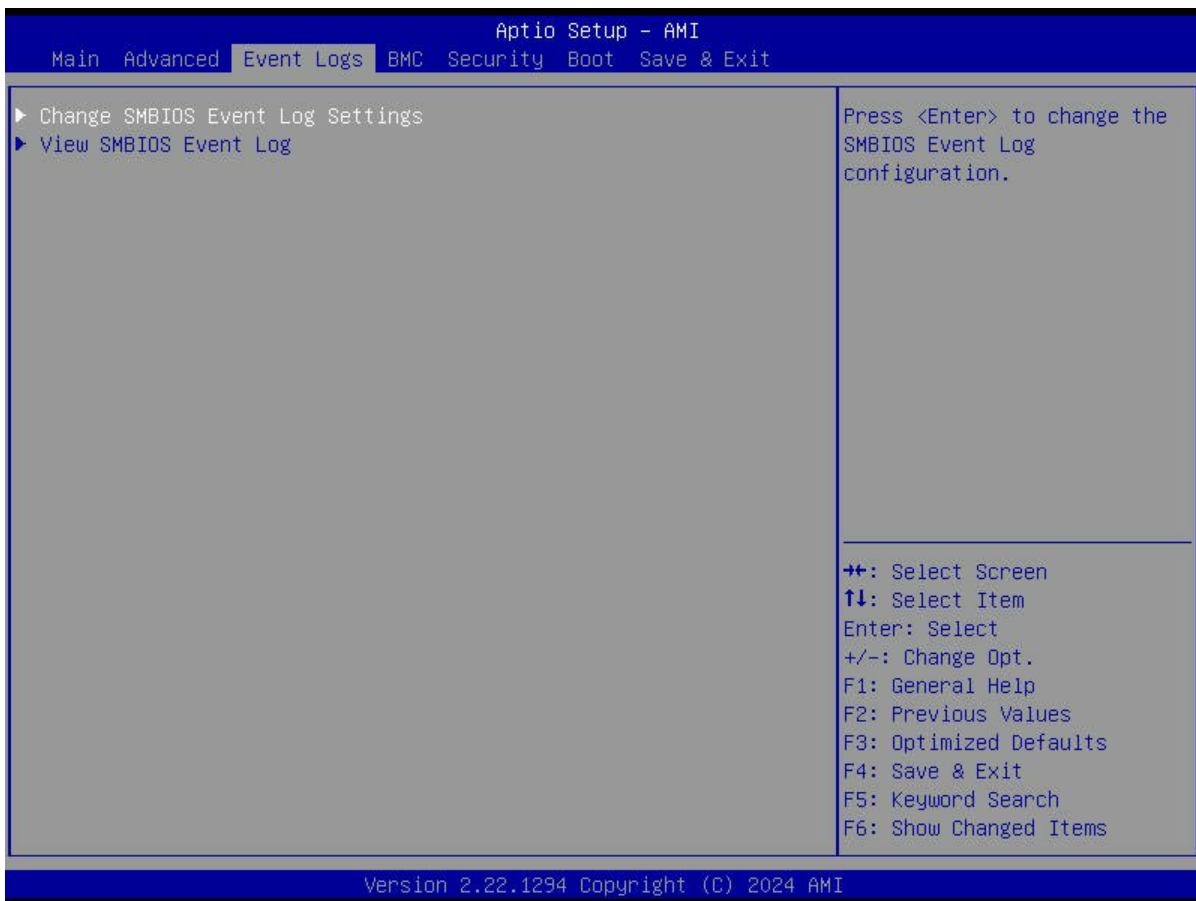 Aptio Setup – AMI
Main Advanced Event Logs BMC Security Boot Save & Exit
▶ Change SMBIOS Event Log Settings
▶ View SMBIOS Event Log
Press <Enter> to change the
SMBIOS Event Log
configuration.
→←: Select Screen
↑↓: Select Item
Enter: Select
+/-: Change Opt.
F1: General Help
F2: Previous Values
F3: Optimized Defaults
F4: Save & Exit
F5: Keyword Search
F6: Show Changed Items
Version 2.22.1294 Copyright (C) 2024 AMI